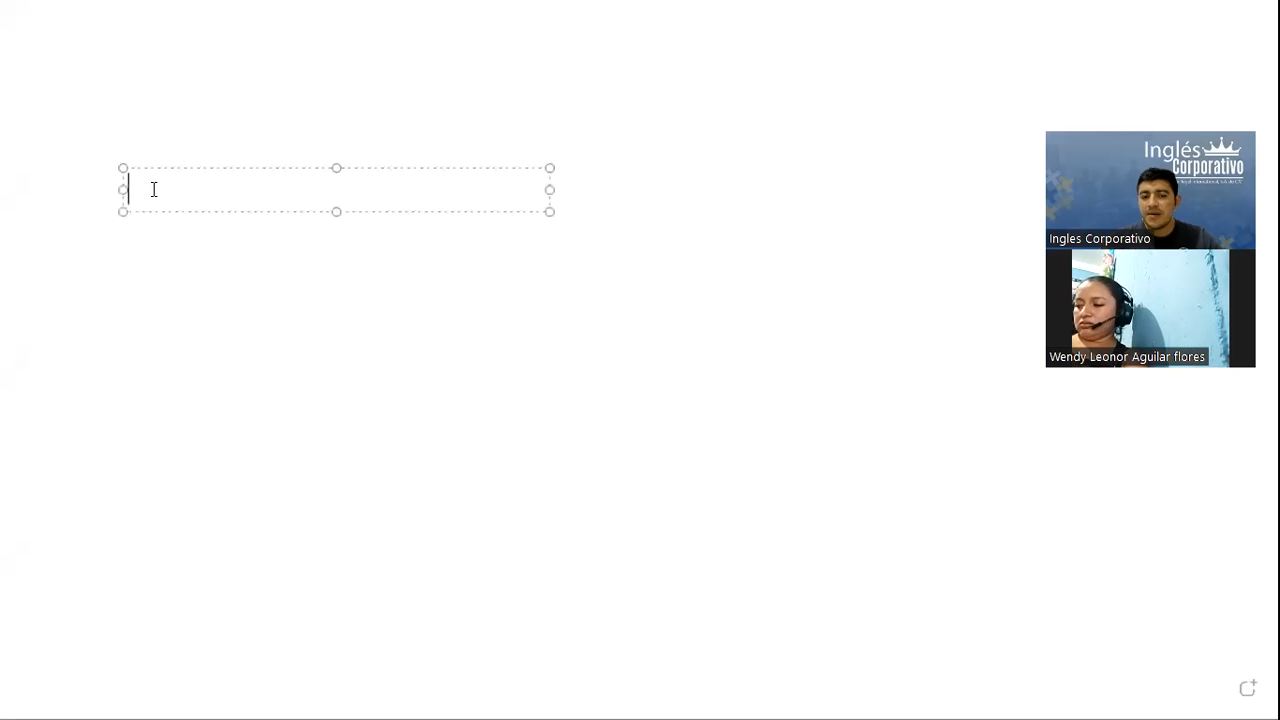 Inglés
Corporativo
Ingles Corporativo
Wendy Leonor Aguilar flores